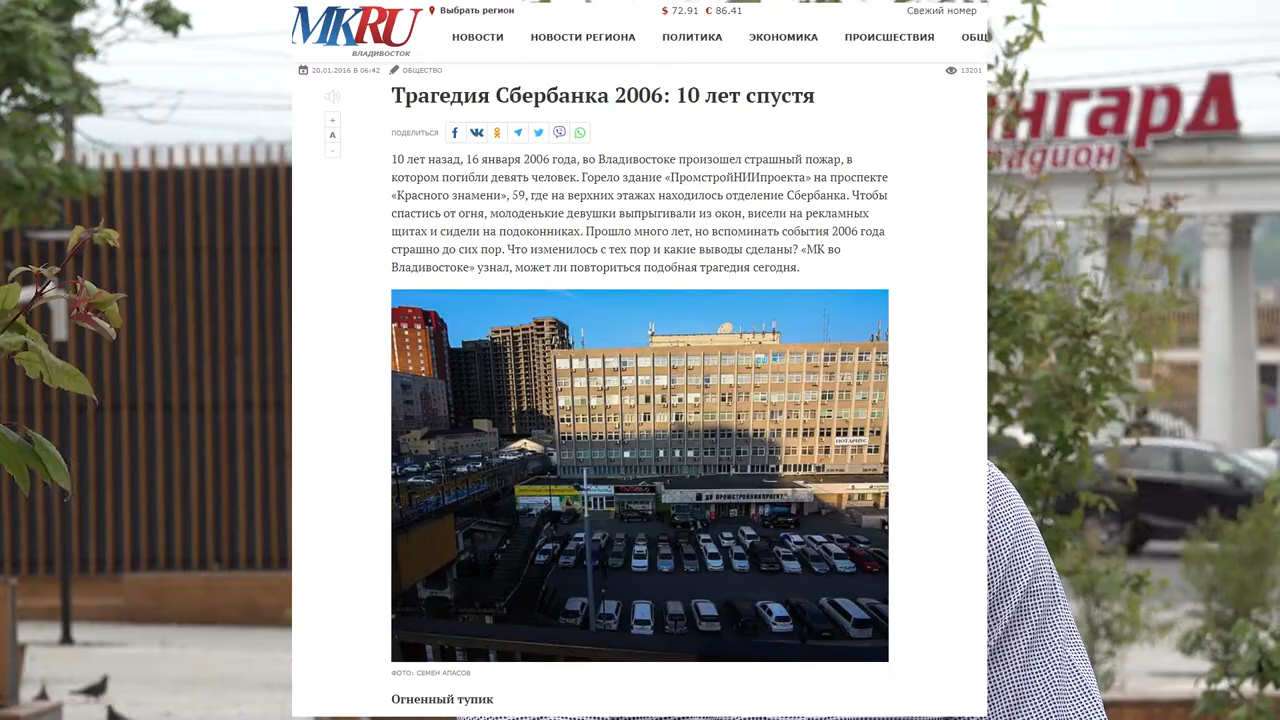 MKRU
ВЛАДИВОСТОК
Выбрать регион
$ 72.91 € 86.41
Свежий номер
НОВОСТИ НОВОСТИ РЕГИОНА ПОЛИТИКА ЭКОНОМИКА ПРОИСШЕСТВИЯ ОБЩ
20.01.2016 В 06:42 ОБЩЕСТВО
13201
Трагедия Сбербанка 2006: 10 лет спустя
+
А
-
ПОДЕЛИТЬСЯ
10 лет назад, 16 января 2006 года, во Владивостоке произошел страшный пожар, в
котором погибли девять человек. Горело здание «ПромстройНИИпроекта» на проспекте
«Красного знамени», 59, где на верхних этажах находилось отделение Сбербанка. Чтобы
спастись от огня, молоденькие девушки выпрыгивали из окон, висели на рекламных
щитах и сидели на подоконниках. Прошло много лет, но вспоминать события 2006 года
страшно до сих пор. Что изменилось с тех пор и какие выводы сделаны? «МК во
Владивостоке» узнал, может ли повториться подобная трагедия сегодня.
НОТАРИУС
ДВ ПРОМСТРОЙНИИПРОЕКТ
ФОТО: СЕМЕН АПАСОВ
Огненный тупик
нгард
адион